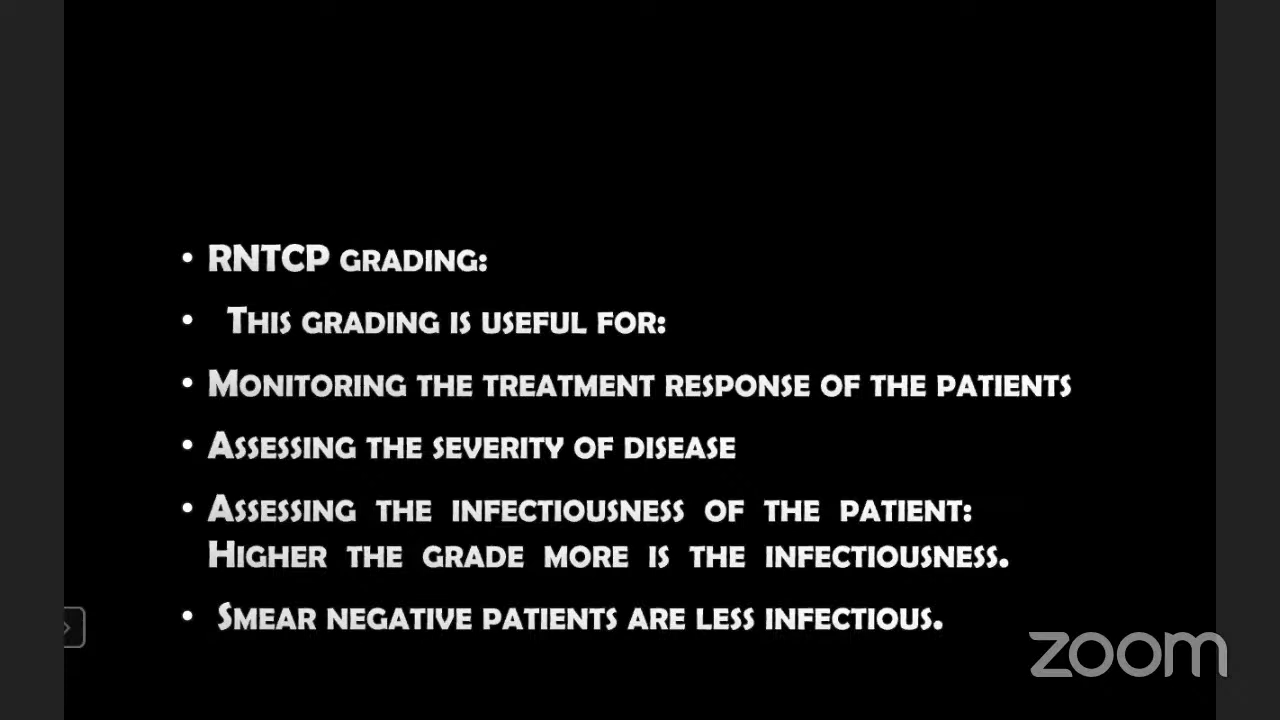 • RNTCP GRADING:
• THIS GRADING IS USEFUL FOR:
• MONITORING THE TREATMENT RESPONSE OF THE PATIENTS
• ASSESSING THE SEVERITY OF DISEASE
• ASSESSING THE INFECTIOUSNESS OF THE PATIENT:
HIGHER THE GRADE MORE IS THE INFECTIOUSNESS.
• SMEAR NEGATIVE PATIENTS ARE LESS INFECTIOUS.
zoom